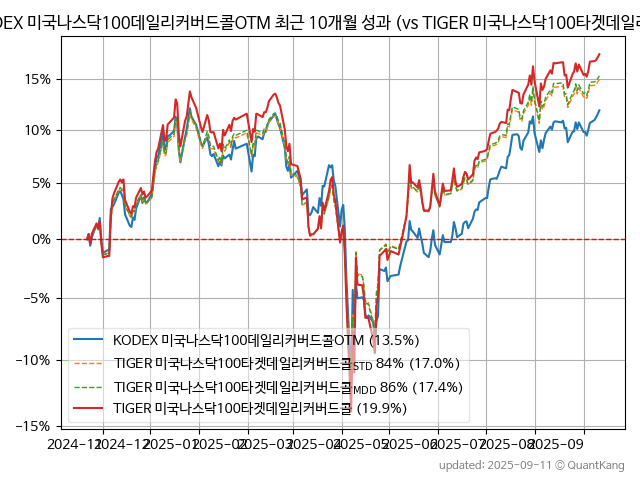 DEX 미국나스닥100데일리커버드콜OTM 최근 10개월 성과 (vs TIGER 미국나스닥100타겟데일리
15%
10%
5%
0%
−5%
−10%
−15%
KODEX 미국나스닥100데일리커버드콜OTM (13.5%)
TIGER 미국나스닥100타겟데일리커버드콜STD 84% (17.0%)
TIGER 미국나스닥100타겟데일리커버드콜MDD 86% (17.4%)
TIGER 미국나스닥100타겟데일리커버드콜 (19.9%)
2024-11 2024-12 2025-01 2025-02 2025-03 2025-04 2025-05 2025-06 2025-07 2025-08 2025-09
updated: 2025-09-11 © QuantKang